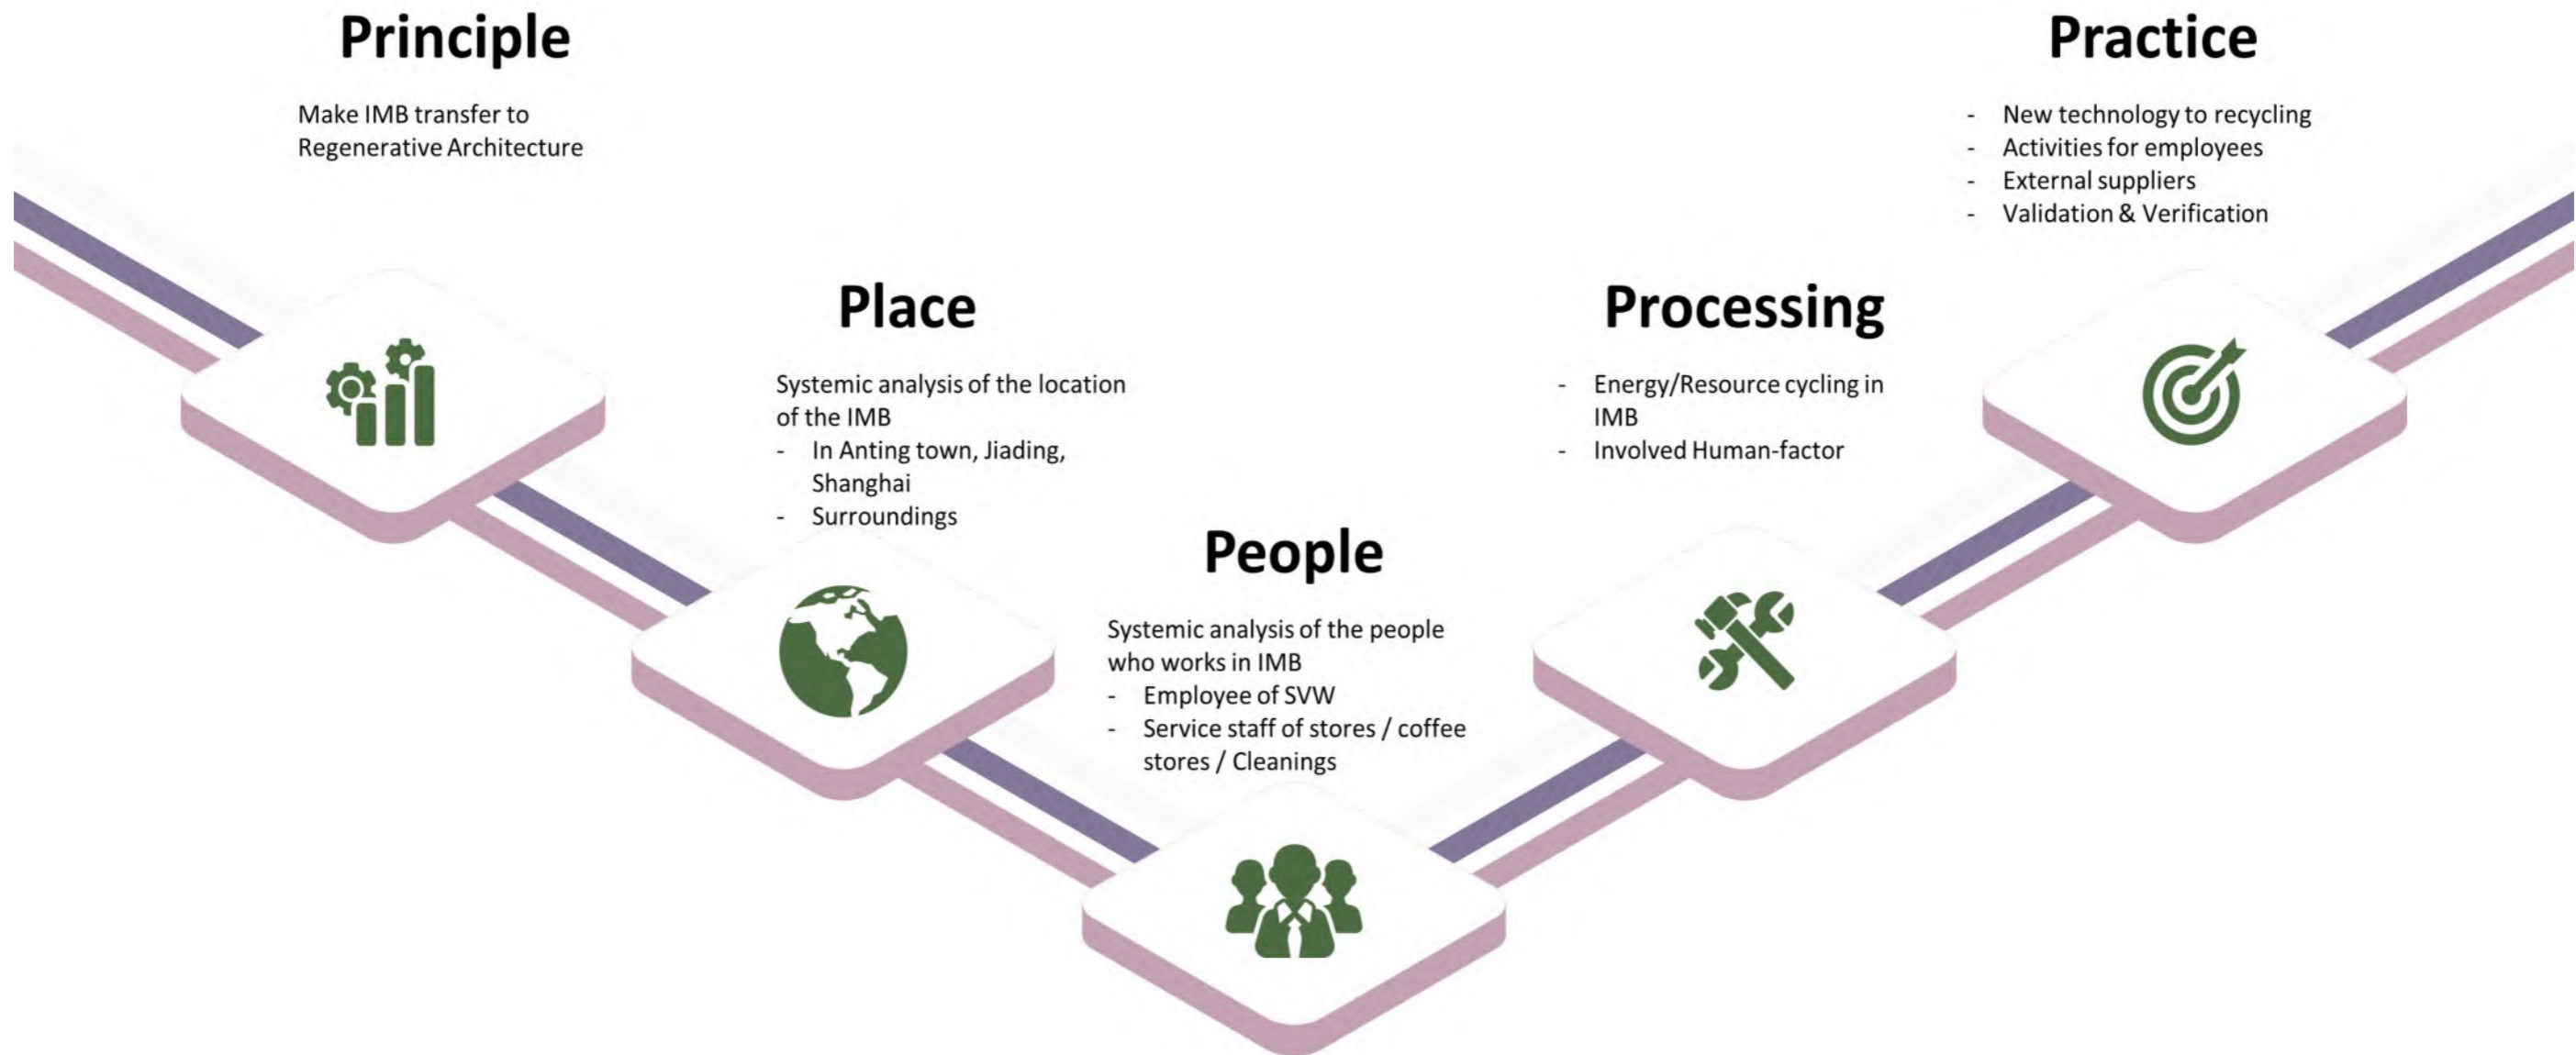 Principle
Make IMB transfer to
Regenerative Architecture
Place
Systemic analysis of the location
of the IMB
- In Anting town, Jiading,
Shanghai
- Surroundings
People
Systemic analysis of the people
who works in IMB
- Employee of SVW
- Service staff of stores / coffee
stores / Cleanings
Processing
- Energy/Resource cycling in
IMB
- Involved Human-factor
Practice
- New technology to recycling
- Activities for employees
- External suppliers
- Validation & Verification